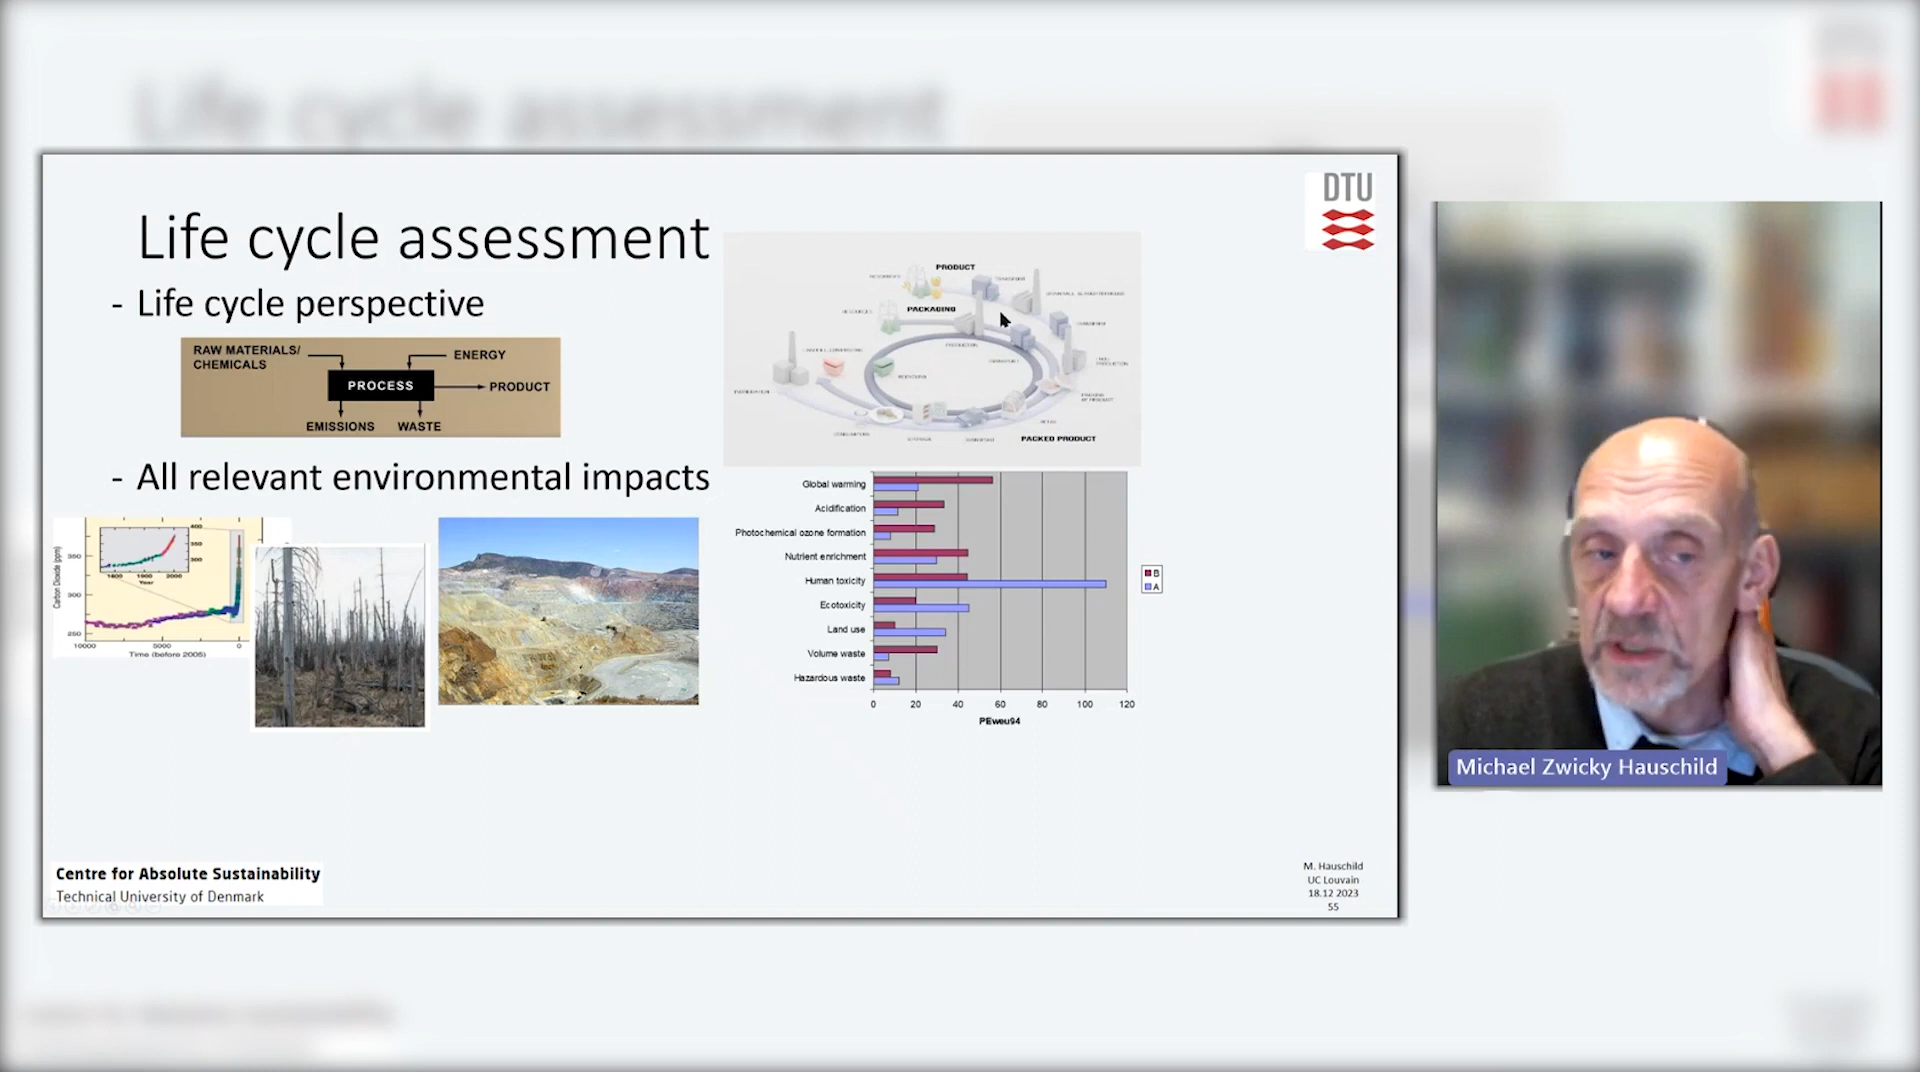 Life cycle assessment
DTU
- Life cycle perspective
RAW MATERIALS/
CHEMICALS
ENERGY
PROCESS
PRODUCT
EMISSIONS
WASTE
PRODUCT
PACKAGING
RESOURCES
PRODUCTION
PACKED PRODUCT
- All relevant environmental impacts
Carbon Dioxide (ppm)
350
300
250
400
350
300
1800 1900 2000
Year
10000 5000 0
Time (before 2005)
Global warming
Acidification
Photochemical ozone formation
Nutrient enrichment
Human toxicity
Ecotoxicity
Land use
Volume waste
Hazardous waste
0 20 40 60 80 100 120
PEweu94
B
A
Michael Zwicky Hauschild
Centre for Absolute Sustainability
Technical University of Denmark
M. Hauschild
UC Louvain
18.12 2023
55